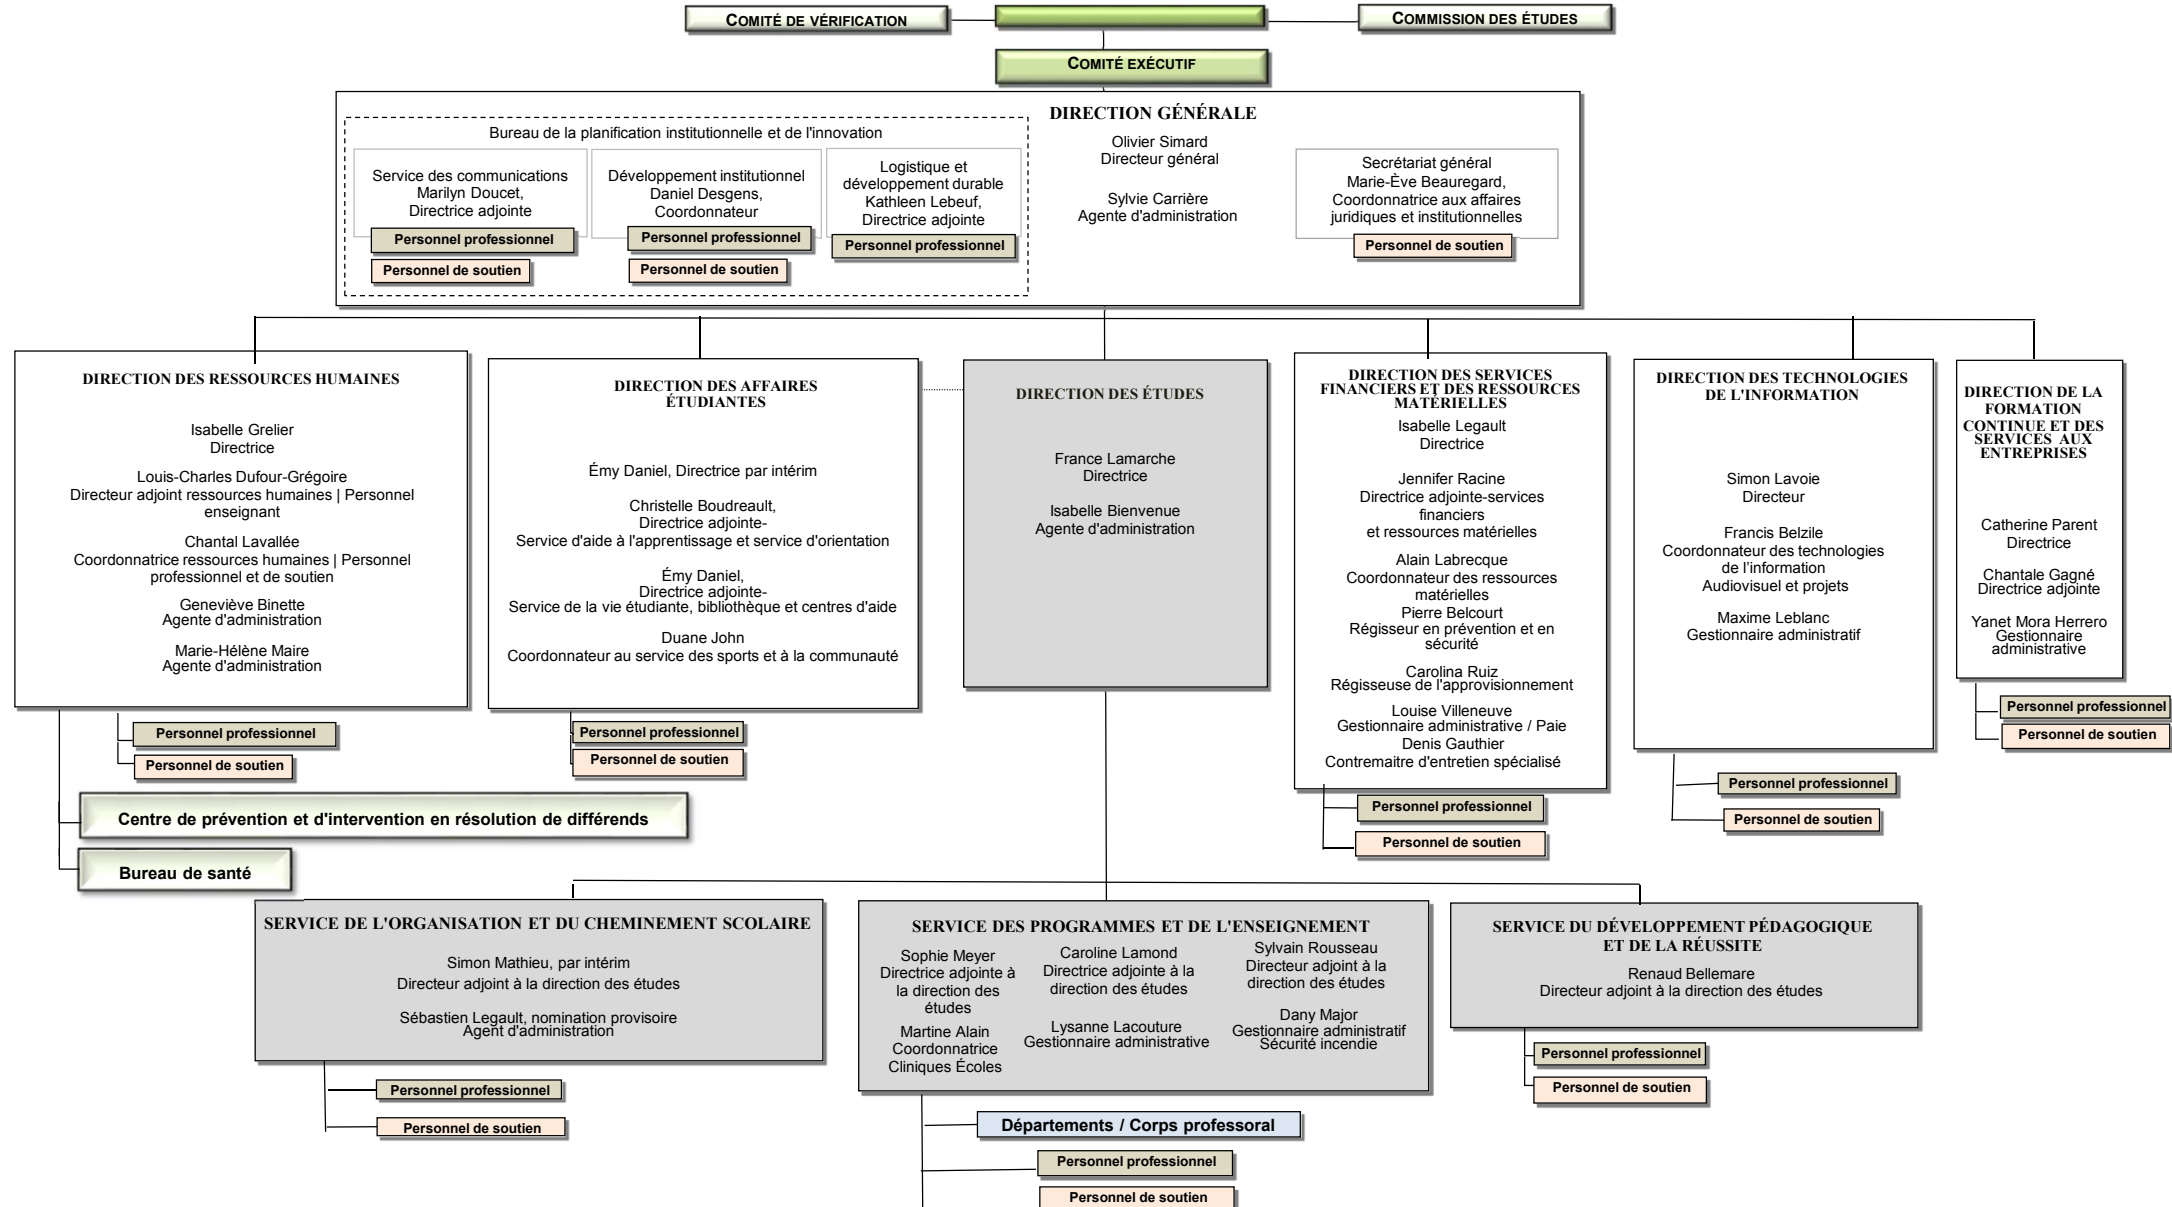 COMITÉ DE VÉRIFICATION
COMMISSION DES ÉTUDES
COMITÉ EXÉCUTIF
DIRECTION GÉNÉRALE
Olivier Simard
Directeur général
Sylvie Carrière
Agente d'administration
Bureau de la planification institutionnelle et de l'innovation
Service des communications
Marilyn Doucet,
Directrice adjointe
Personnel professionnel
Personnel de soutien
Développement institutionnel
Daniel Desgens,
Coordonnateur
Personnel professionnel
Personnel de soutien
Logistique et
développement durable
Kathleen Lebeuf,
Directrice adjointe
Personnel professionnel
Secrétariat général
Marie-Ève Beauregard,
Coordonnatrice aux affaires
juridiques et institutionnelles
Personnel de soutien
DIRECTION DES RESSOURCES HUMAINES
Isabelle Grelier
Directrice
Louis-Charles Dufour-Grégoire
Directeur adjoint ressources humaines | Personnel
enseignant
Chantal Lavallée
Coordonnatrice ressources humaines | Personnel
professionnel et de soutien
Geneviève Binette
Agente d'administration
Marie-Hélène Maire
Agente d'administration
Personnel professionnel
Personnel de soutien
Centre de prévention et d'intervention en résolution de différends
Bureau de santé
DIRECTION DES AFFAIRES
ÉTUDIANTES
Émy Daniel, Directrice par intérim
Christelle Boudreault,
Directrice adjointe-
Service d'aide à l'apprentissage et service d'orientation
Émy Daniel,
Directrice adjointe-
Service de la vie étudiante, bibliothèque et centres d'aide
Duane John
Coordonnateur au service des sports et à la communauté
Personnel professionnel
Personnel de soutien
DIRECTION DES ÉTUDES
France Lamarche
Directrice
Isabelle Bienvenue
Agente d'administration
DIRECTION DES SERVICES
FINANCIERS ET DES RESSOURCES
MATÉRIELLES
Isabelle Legault
Directrice
Jennifer Racine
Directrice adjointe-services
financiers
et ressources matérielles
Alain Labrecque
Coordonnateur des ressources
matérielles
Pierre Belcourt
Régisseur en prévention et en
sécurité
Carolina Ruiz
Régisseuse de l'approvisionnement
Louise Villeneuve
Gestionnaire administrative / Paie
Denis Gauthier
Contremaitre d'entretien spécialisé
Personnel professionnel
Personnel de soutien
DIRECTION DES TECHNOLOGIES
DE L'INFORMATION
Simon Lavoie
Directeur
Francis Belzile
Coordonnateur des technologies
de l’information
Audiovisuel et projets
Maxime Leblanc
Gestionnaire administratif
Personnel professionnel
Personnel de soutien
DIRECTION DE LA
FORMATION
CONTINUE ET DES
SERVICES AUX
ENTREPRISES
Catherine Parent
Directrice
Chantale Gagné
Directrice adjointe
Yanet Mora Herrero
Gestionnaire
administrative
Personnel professionnel
Personnel de soutien
SERVICE DE L'ORGANISATION ET DU CHEMINEMENT SCOLAIRE
Simon Mathieu, par intérim
Directeur adjoint à la direction des études
Sébastien Legault, nomination provisoire
Agent d'administration
Personnel professionnel
Personnel de soutien
SERVICE DES PROGRAMMES ET DE L'ENSEIGNEMENT
Sophie Meyer
Directrice adjointe à
la direction des
études
Martine Alain
Coordonnatrice
Cliniques Écoles
Caroline Lamond
Directrice adjointe à la
direction des études
Lysanne Lacouture
Gestionnaire administrative
Sylvain Rousseau
Directeur adjoint à la
direction des études
Dany Major
Gestionnaire administratif
Sécurité incendie
Départements / Corps professoral
Personnel professionnel
Personnel de soutien
SERVICE DU DÉVELOPPEMENT PÉDAGOGIQUE
ET DE LA RÉUSSITE
Renaud Bellemare
Directeur adjoint à la direction des études
Personnel professionnel
Personnel de soutien